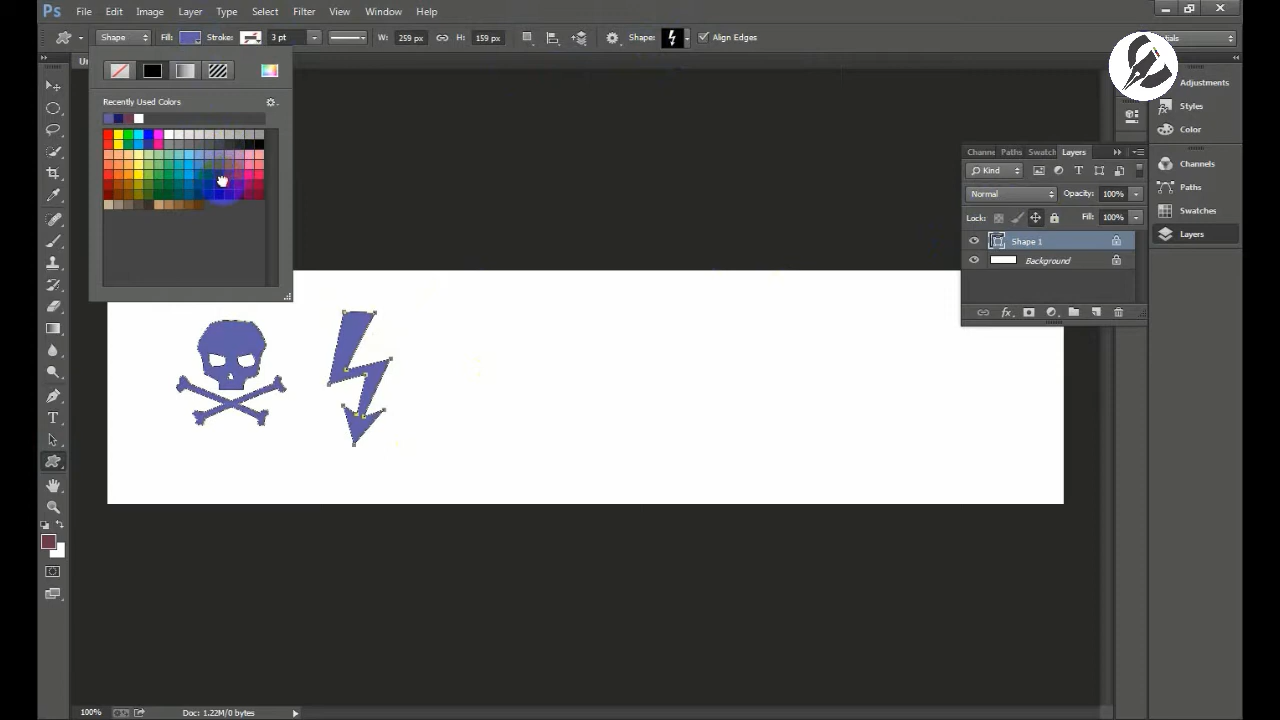 Ps File Edit Image Layer Type Select Filter View Window Help
Shape Fill: Stroke: 3 pt W: 259 px H: 159 px Shape: Align Edges
Recently Used Colors
Adjustments
Styles
Color
Channels
Paths
Swatches
Layers
Channe Paths Swatch Layers
Kind
Normal Opacity: 100%
Lock: Fill: 100%
Shape 1
Background
fx
100% Doc: 1.22M/0 bytes